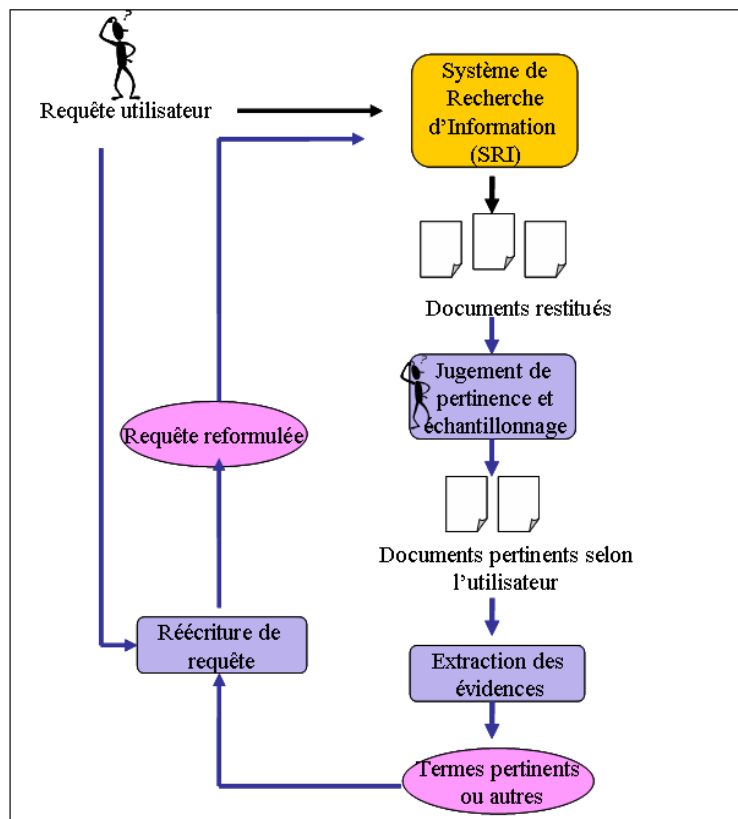 ?
Requête utilisateur
Système de
Recherche
d'Information
(SRI)
Documents restitués
?
Jugement de
pertinence et
échantillonnage
Requête reformulée
Documents pertinents selon
l'utilisateur
Réécriture de
requête
Extraction des
évidences
Termes pertinents
ou autres